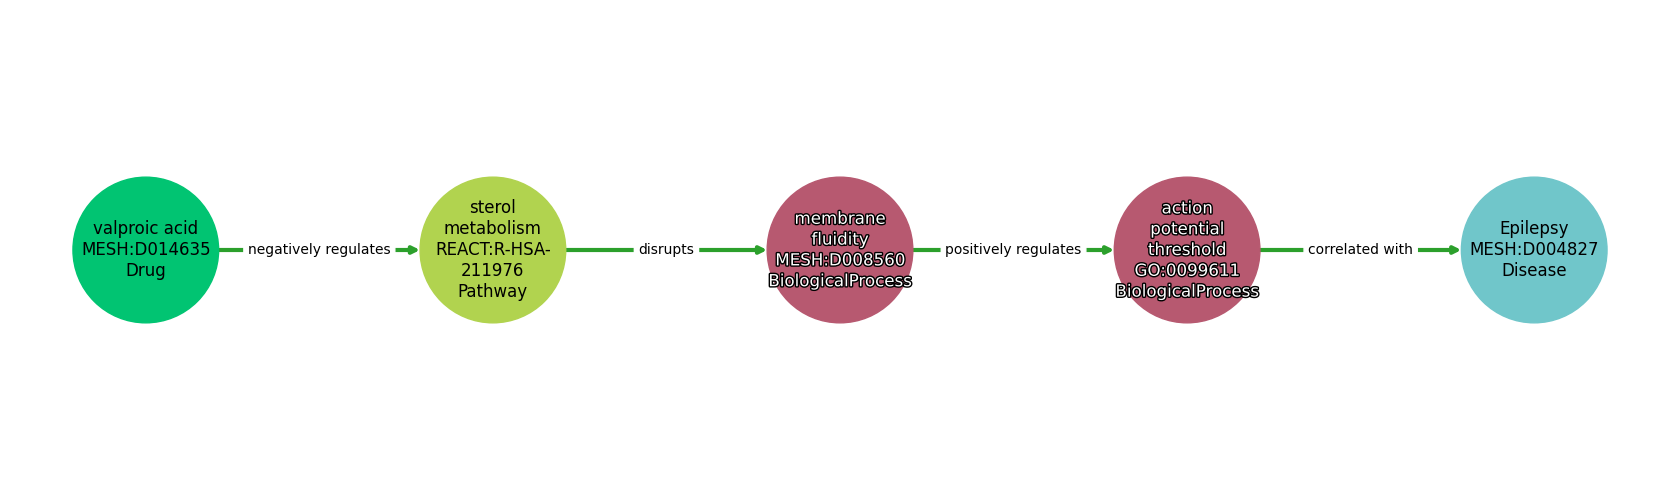 valproic acid
MESH:D014635
Drug
negatively regulates
sterol
metabolism
REACT:R-HSA-
211976
Pathway
disrupts
membrane
fluidity
MESH:D008560
BiologicalProcess
positively regulates
action
potential
threshold
GO:0099611
BiologicalProcess
correlated with
Epilepsy
MESH:D004827
Disease